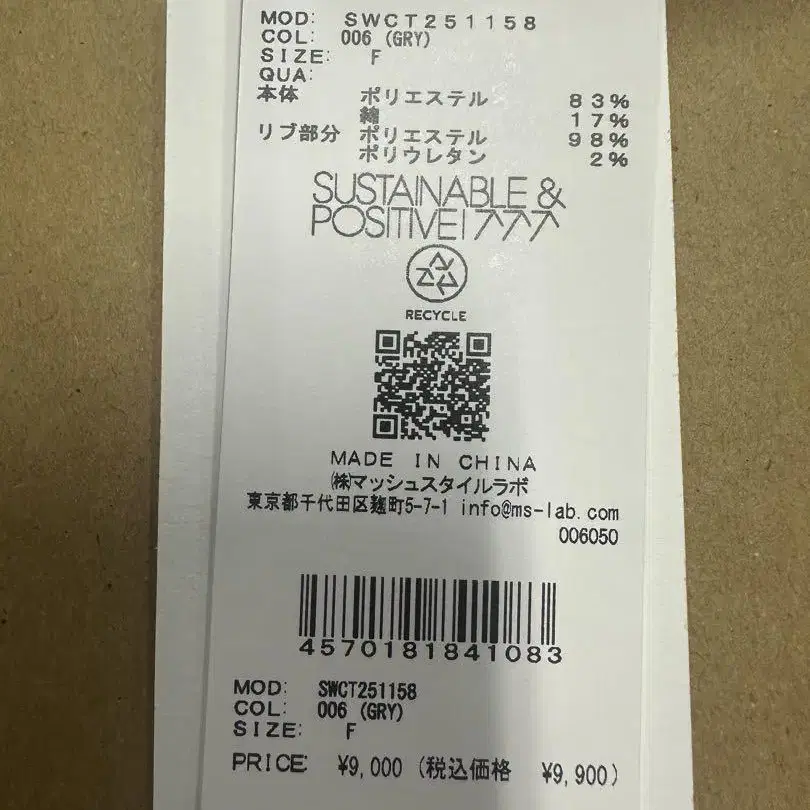 MOD: SWCT251158
COL: 006 (GRY)
SIZE: F
QUA:
本体 ポリエステル 83%
綿 17%
リブ部分 ポリエステル 98%
ポリウレタン 2%
SUSTAINABLE &
POSITIVE!
RECYCLE
MADE IN CHINA
㈱マッシュスタイルラボ
東京都千代田区麹町5-7-1 info@ms-lab.com
006050
4570181841083
MOD: SWCT251158
COL: 006 (GRY)
SIZE: F
PRICE: ¥9,000 (税込価格 ¥9,900)